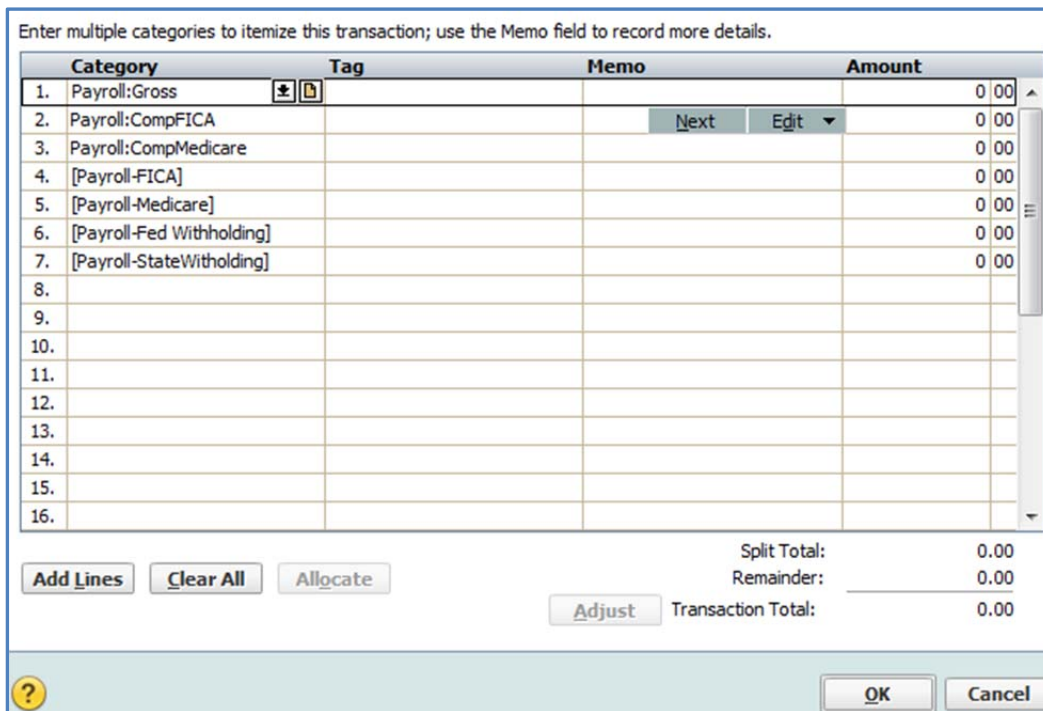 Enter multiple categories to itemize this transaction; use the Memo field to record more details.
Category Tag Memo Amount
1. Payroll:Gross 0 00
2. Payroll:CompFICA Next Edit 0 00
3. Payroll:CompMedicare 0 00
4. [Payroll-FICA] 0 00
5. [Payroll-Medicare] 0 00
6. [Payroll-Fed Withholding] 0 00
7. [Payroll-StateWitholding] 0 00
8.
9.
10.
11.
12.
13.
14.
15.
16.
Split Total: 0.00
Add Lines Clear All Allocate Remainder: 0.00
Adjust Transaction Total: 0.00
? OK Cancel